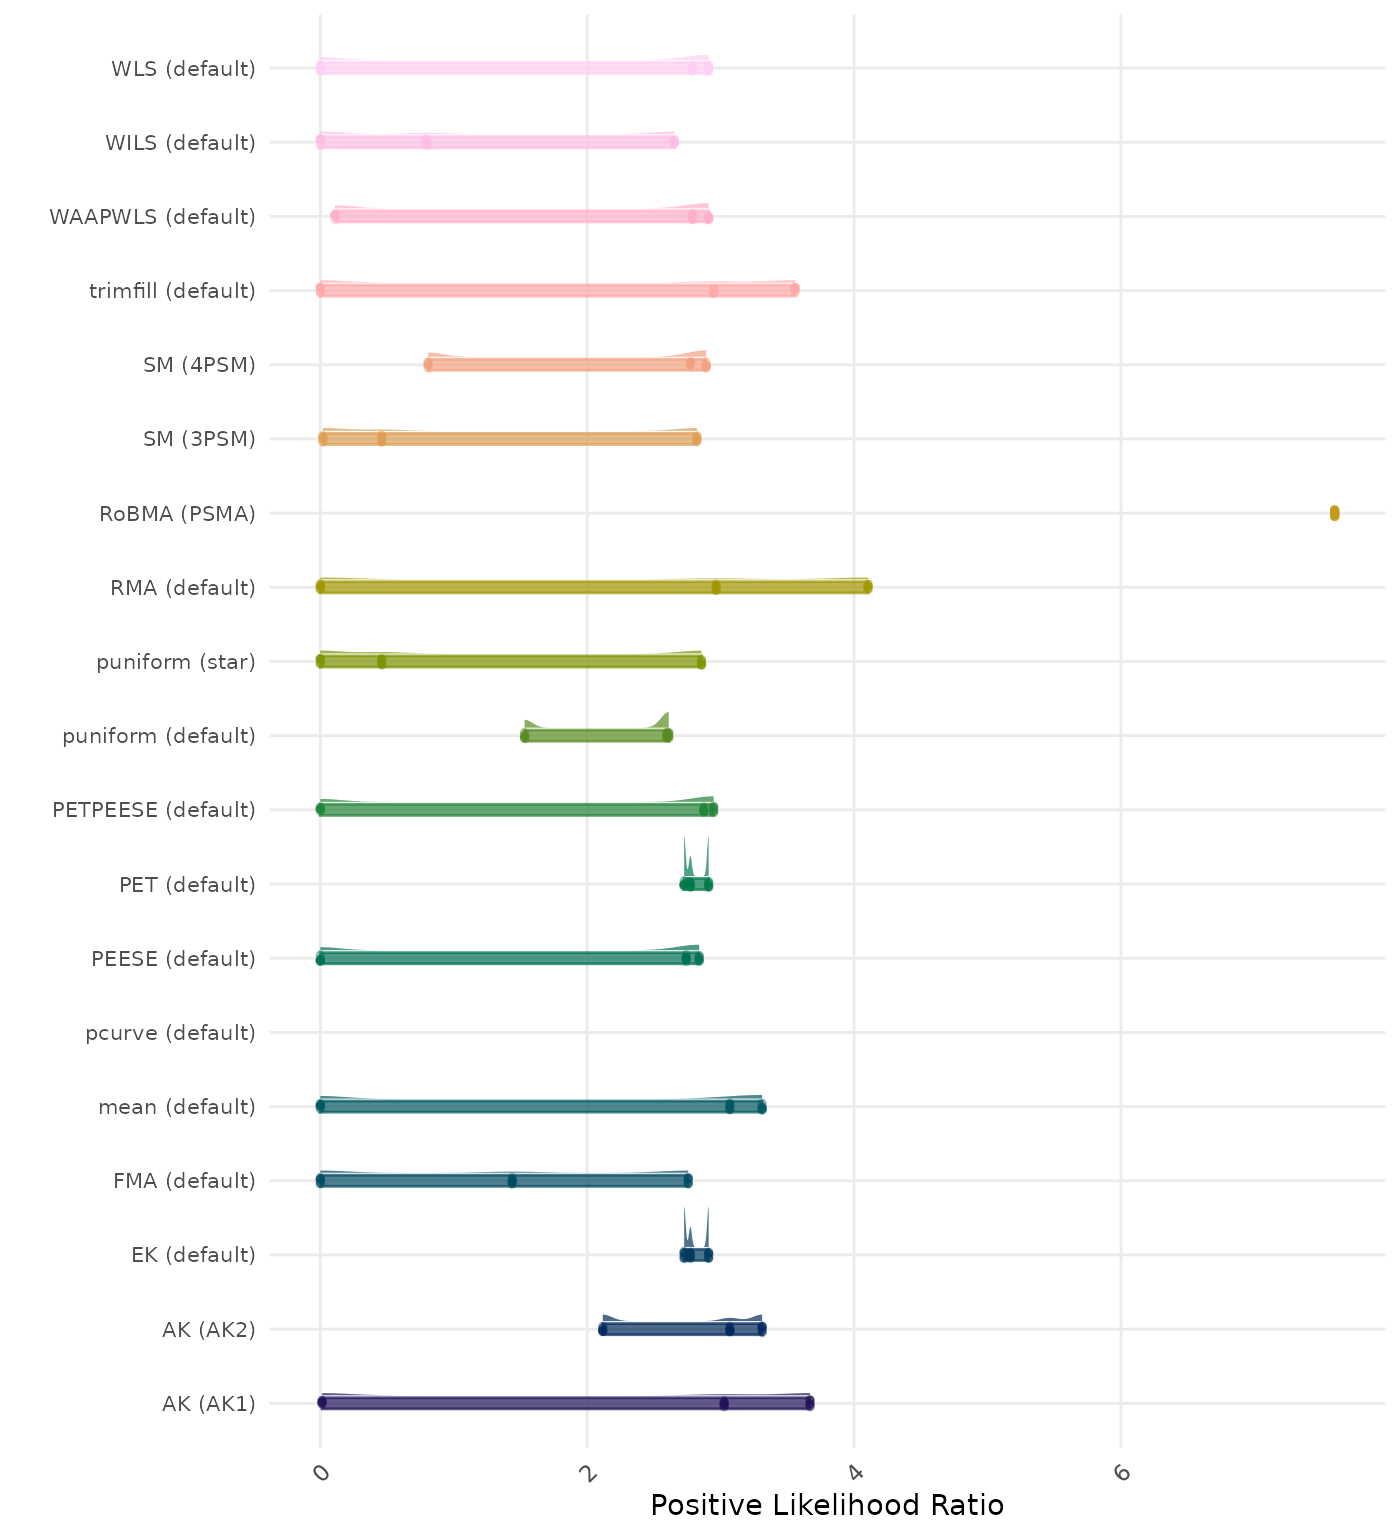 WLS (default)
WILS (default)
WAAPWLS (default)
trimfill (default)
SM (4PSM)
SM (3PSM)
RoBMA (PSMA)
RMA (default)
puniform (star)
puniform (default)
PETPEESE (default)
PET (default)
PEESE (default)
pcurve (default)
mean (default)
FMA (default)
EK (default)
AK (AK2)
AK (AK1)
0 2 4 6
Positive Likelihood Ratio